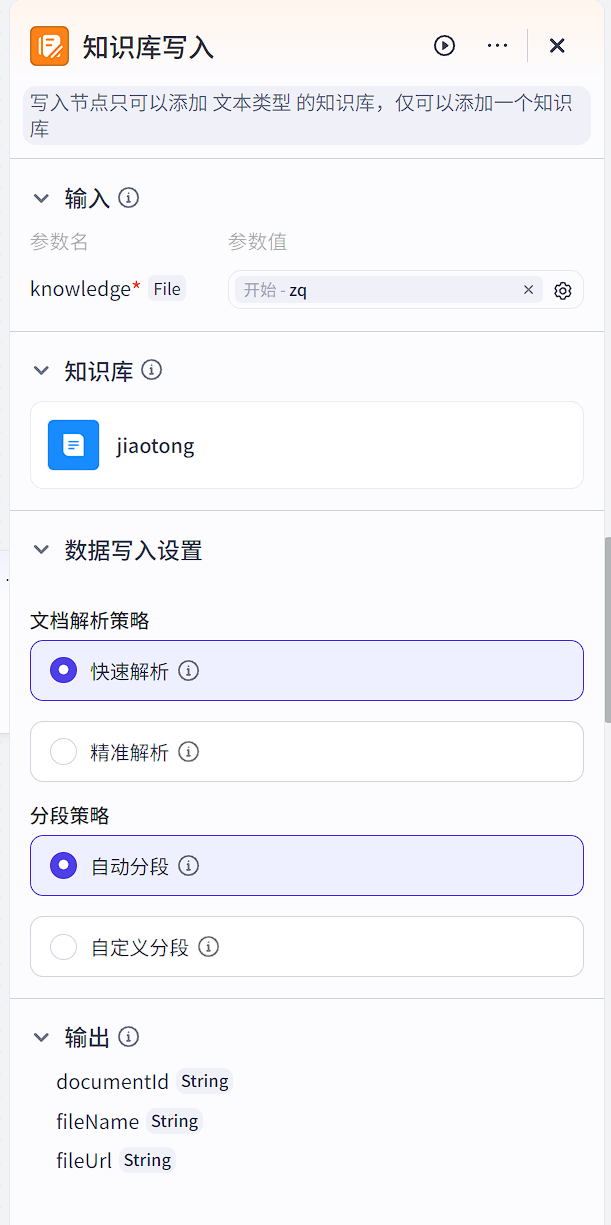 知识库写入
写入节点只可以添加 文本类型 的知识库，仅可以添加一个知识
库
输入
参数名 参数值
knowledge* File 开始 - zq
知识库
jiaotong
数据写入设置
文档解析策略
快速解析
精准解析
分段策略
自动分段
自定义分段
输出
documentId String
fileName String
fileUrl String